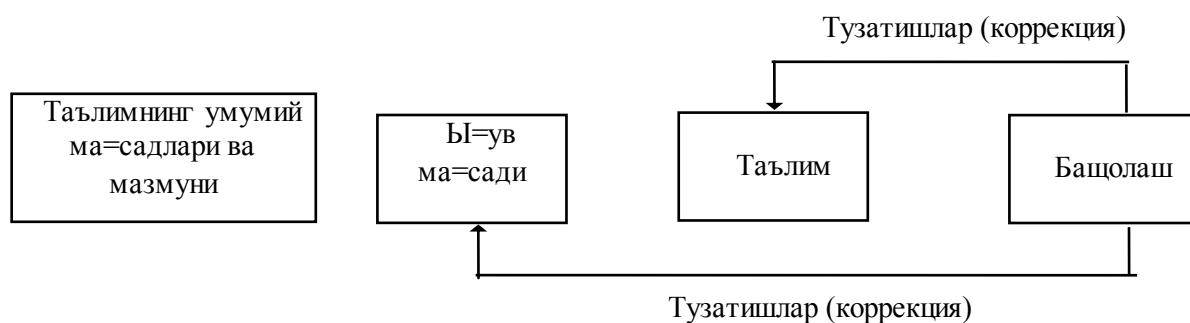 Тузатишлар (коррекция)
Таълимнинг умумий
ма=садлари ва
мазмуни
Ы=ув
ма=сади
Таълим
Бащолаш
Тузатишлар (коррекция)